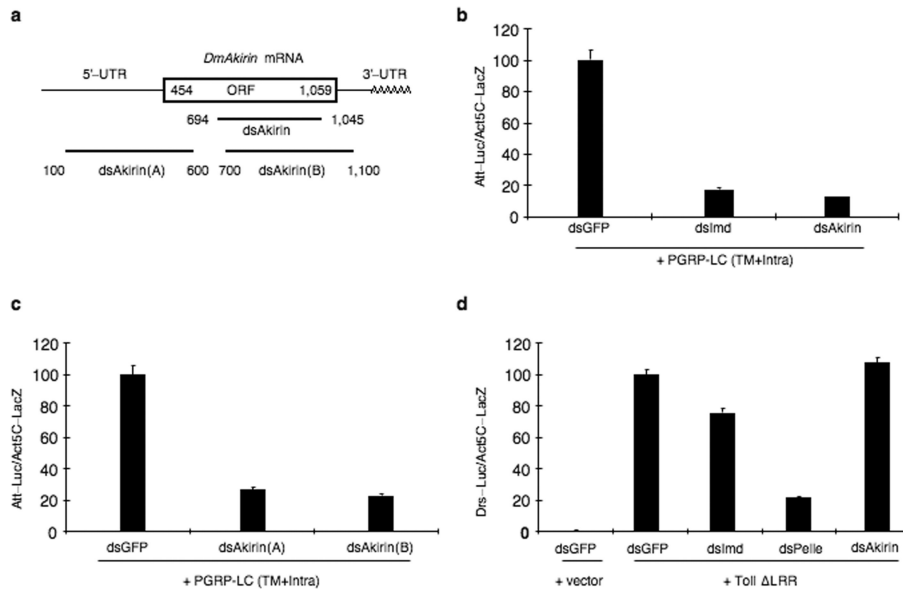 a
DmAkirin mRNA
5'–UTR
3'–UTR
454 ORF 1,059
694 dsAkirin 1,045
100 dsAkirin(A) 600 700 dsAkirin(B) 1,100
b
Att–Luc/Act5C–LacZ
120
100
80
60
40
20
0
dsGFP dsImd dsAkirin
+ PGRP-LC (TM+Intra)
c
Att–Luc/Act5C–LacZ
120
100
80
60
40
20
0
dsGFP dsAkirin(A) dsAkirin(B)
+ PGRP-LC (TM+Intra)
d
Drs–Luc/Act5C–LacZ
120
100
80
60
40
20
0
dsGFP dsGFP dsImd dsPelle dsAkirin
+ vector + Toll ΔLRR